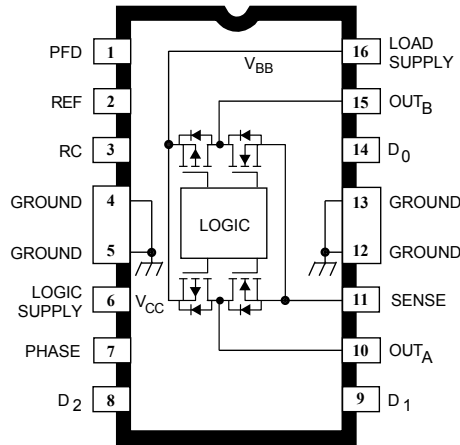 PFD 1
REF 2
RC 3
GROUND 4
GROUND 5
LOGIC
SUPPLY 6
PHASE 7
D2 8
VBB
LOGIC
VCC
16 LOAD
SUPPLY
15 OUTB
14 D0
13 GROUND
12 GROUND
11 SENSE
10 OUTA
9 D1